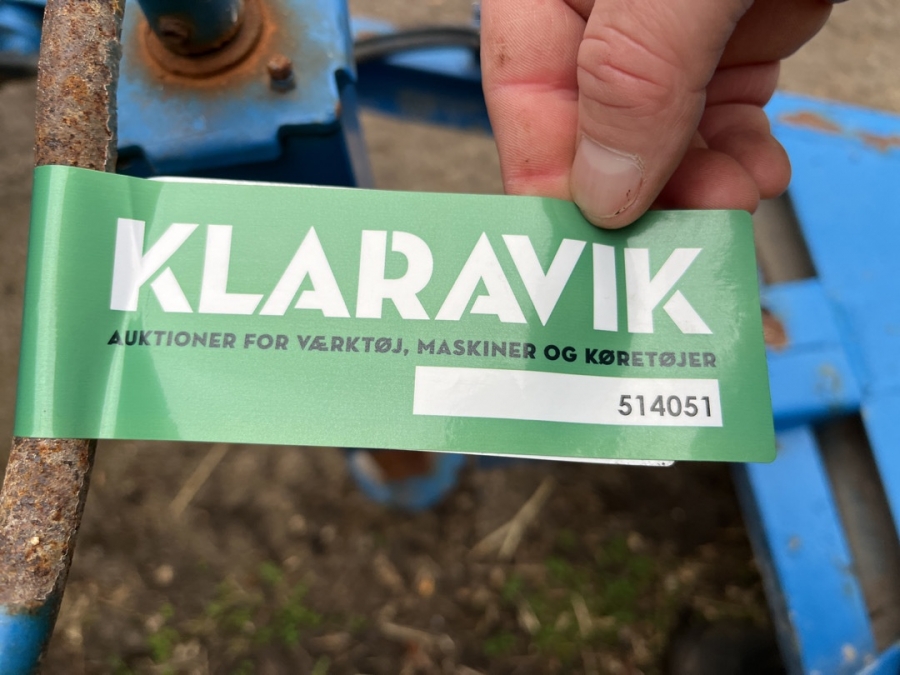 KLARAVIK
AUKTIONER FOR VÆRKTØJ, MASKINER OG KØRETØJER
514051